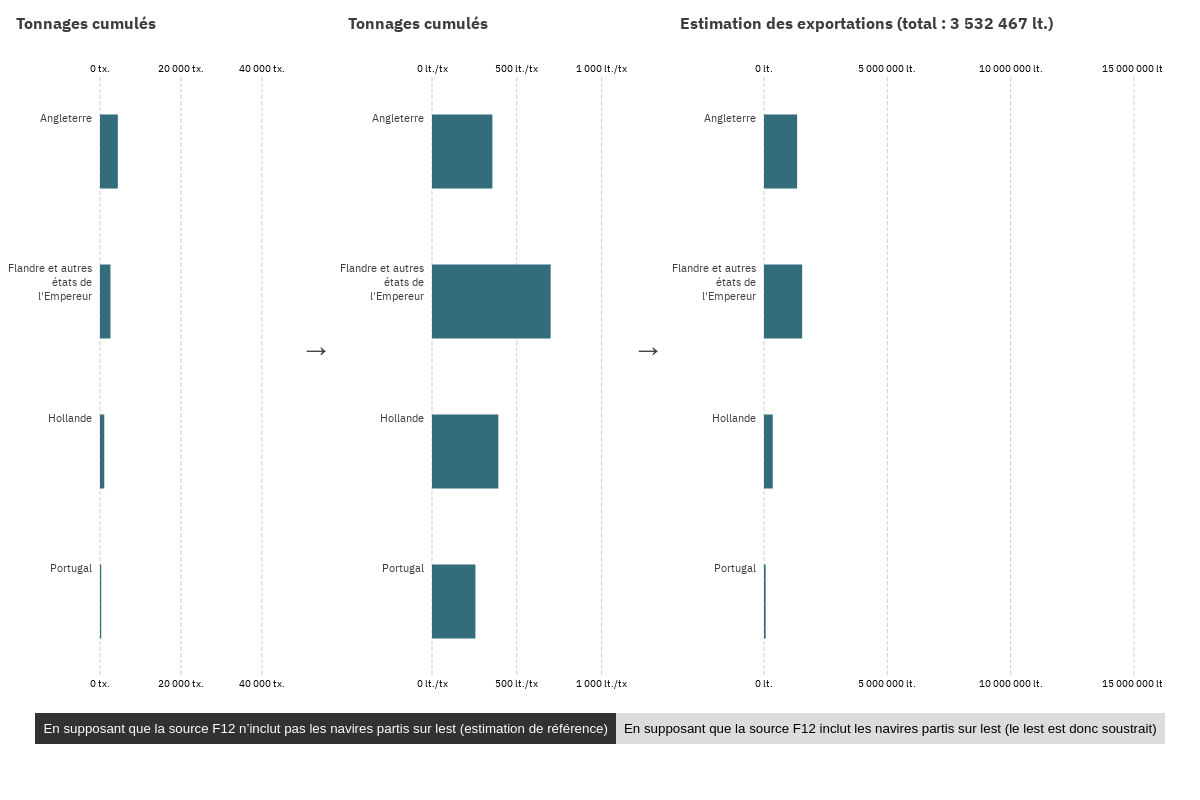 Tonnages cumulés
Tonnages cumulés
Estimation des exportations (total : 3 532 467 lt.)
0 tx. 20 000 tx. 40 000 tx.
0 lt./tx 500 lt./tx 1 000 lt./tx
0 lt. 5 000 000 lt. 10 000 000 lt. 15 000 000 lt
Angleterre
Flandre et autres
états de
l'Empereur
Hollande
Portugal
→
Angleterre
Flandre et autres
états de
l'Empereur
Hollande
Portugal
→
Angleterre
Flandre et autres
états de
l'Empereur
Hollande
Portugal
0 tx. 20 000 tx. 40 000 tx.
0 lt./tx 500 lt./tx 1 000 lt./tx
0 lt. 5 000 000 lt. 10 000 000 lt. 15 000 000 lt
En supposant que la source F12 n’inclut pas les navires partis sur lest (estimation de référence)
En supposant que la source F12 inclut les navires partis sur lest (le lest est donc soustrait)